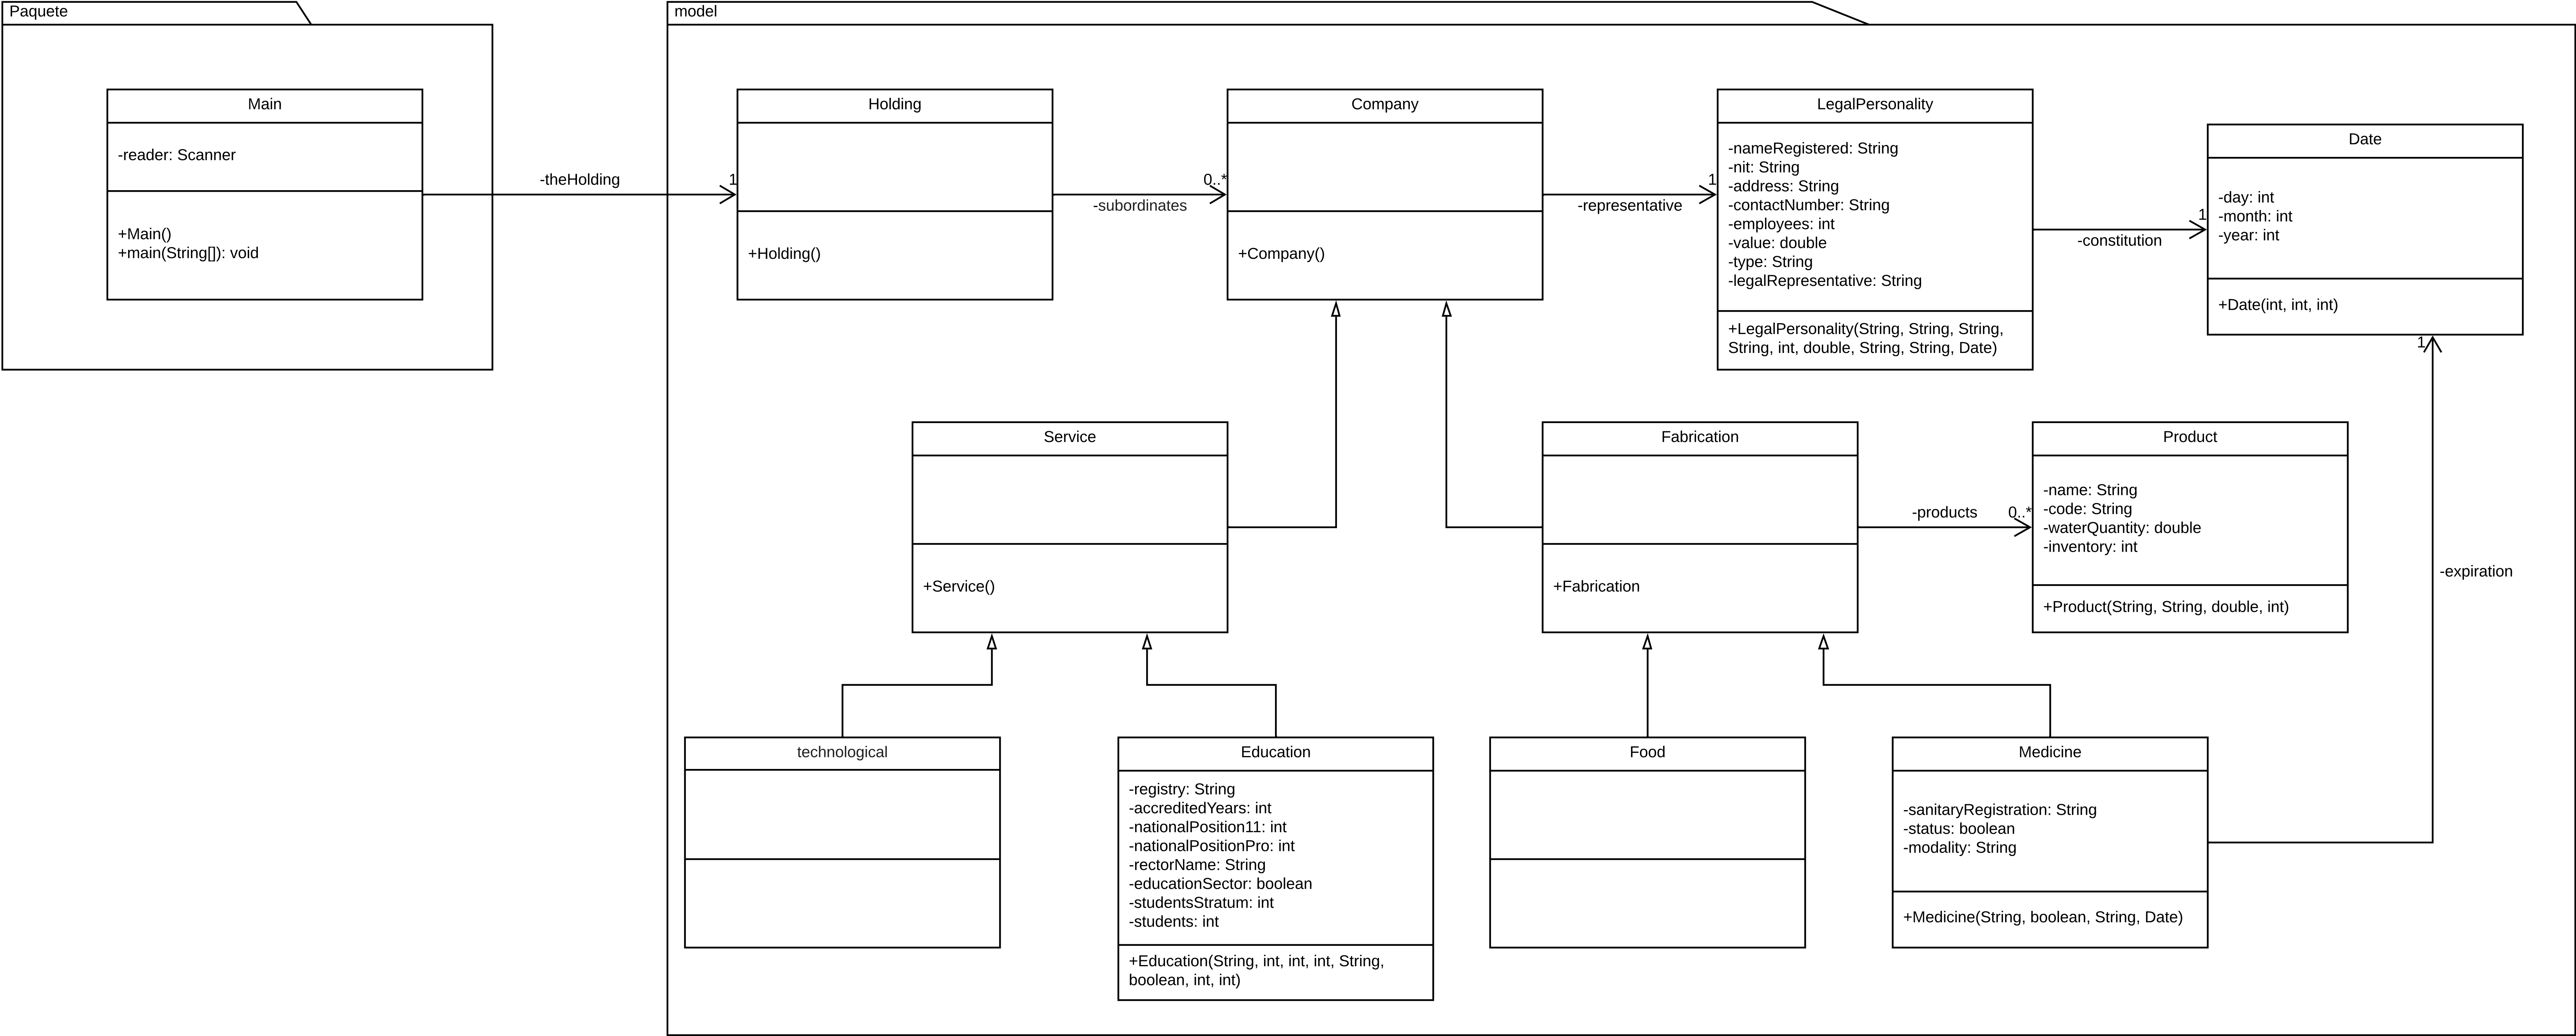 Paquete
model
Main
-reader: Scanner
+Main()
+main(String[]): void
-theHolding
1
Holding
+Holding()
0..*
-subordinates
Company
+Company()
1
-representative
LegalPersonality
-nameRegistered: String
-nit: String
-address: String
-contactNumber: String
-employees: int
-value: double
-type: String
-legalRepresentative: String
+LegalPersonality(String, String, String,
String, int, double, String, String, Date)
1
-constitution
Date
-day: int
-month: int
-year: int
+Date(int, int, int)
1
Service
+Service()
Fabrication
+Fabrication
-products
0..*
Product
-name: String
-code: String
-waterQuantity: double
-inventory: int
+Product(String, String, double, int)
-expiration
technological
Education
-registry: String
-accreditedYears: int
-nationalPosition11: int
-nationalPositionPro: int
-rectorName: String
-educationSector: boolean
-studentsStratum: int
-students: int
+Education(String, int, int, int, String,
boolean, int, int)
Food
Medicine
-sanitaryRegistration: String
-status: boolean
-modality: String
+Medicine(String, boolean, String, Date)